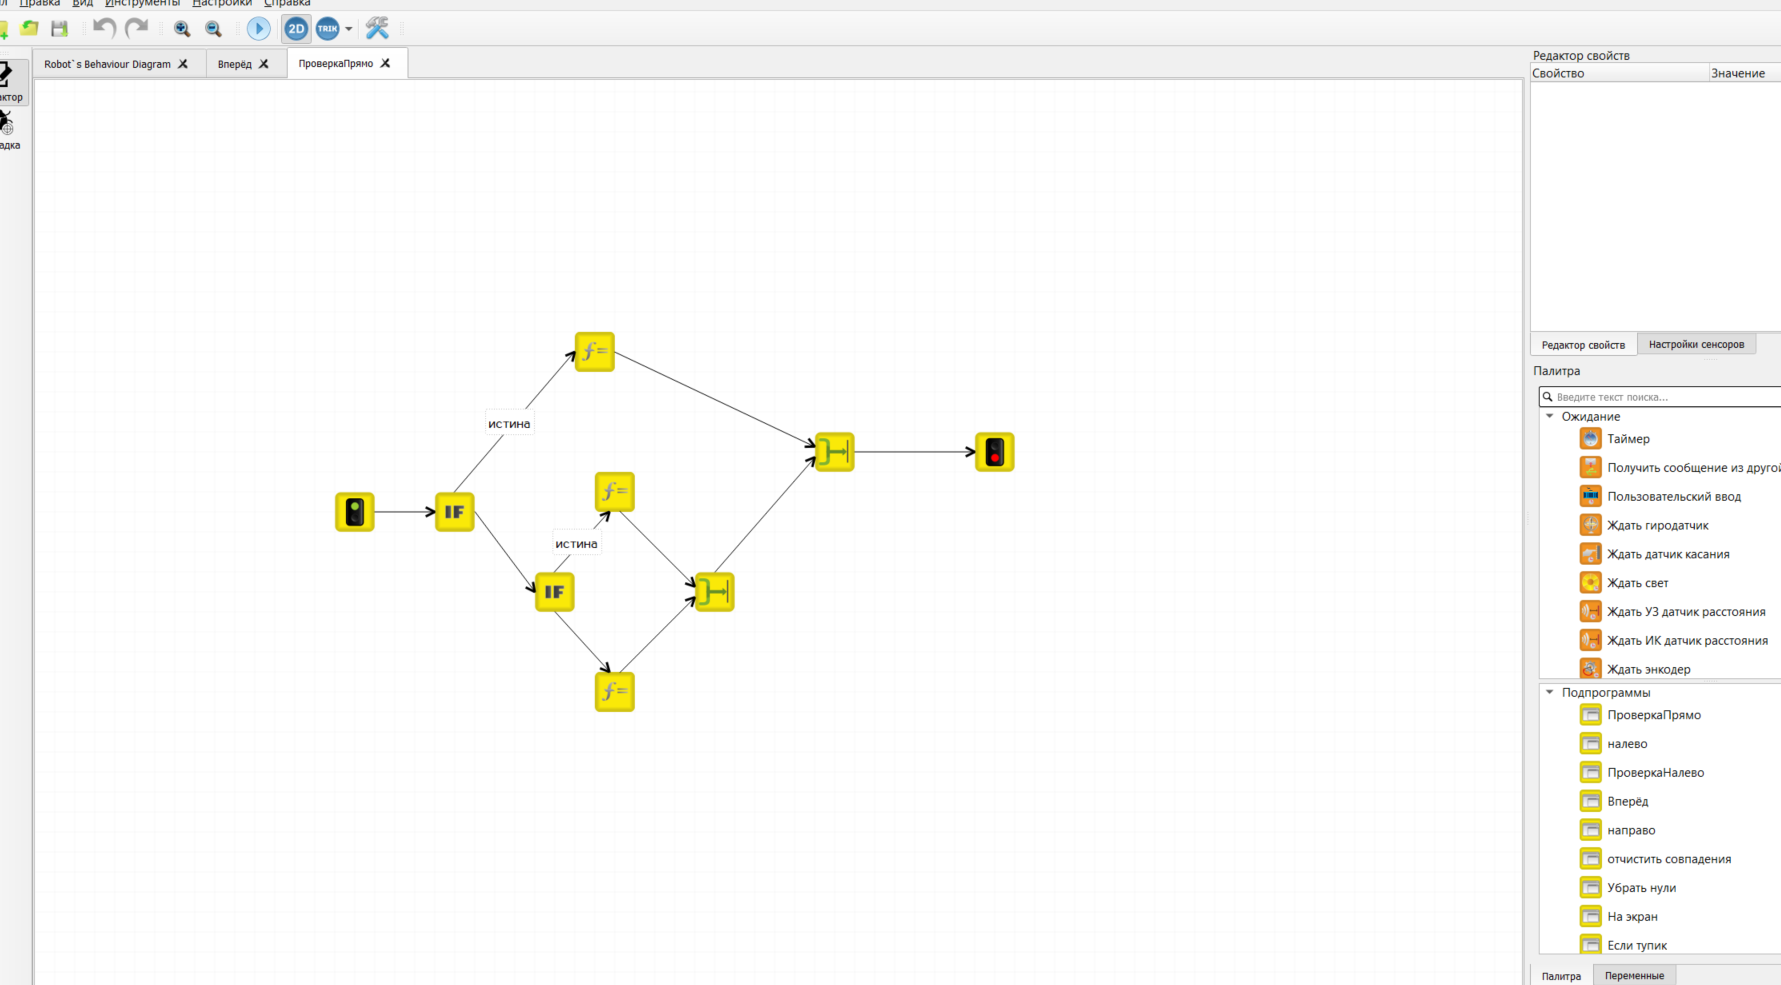 Правка Вид Инструменты Настройки Справка
2D TRIK
Robot`s Behaviour Diagram
Вперёд
ПроверкаПрямо
истина
IF
истина
IF
f=
f=
f=
Редактор свойств
Свойство Значение
Редактор свойств Настройки сенсоров
Палитра
Введите текст поиска...
Ожидание
Таймер
Получить сообщение из другой
Пользовательский ввод
Ждать гиродатчик
Ждать датчик касания
Ждать свет
Ждать УЗ датчик расстояния
Ждать ИК датчик расстояния
Ждать энкодер
Подпрограммы
ПроверкаПрямо
налево
ПроверкаНалево
Вперёд
направо
отчистить совпадения
Убрать нули
На экран
Если тупик
Палитра Переменные